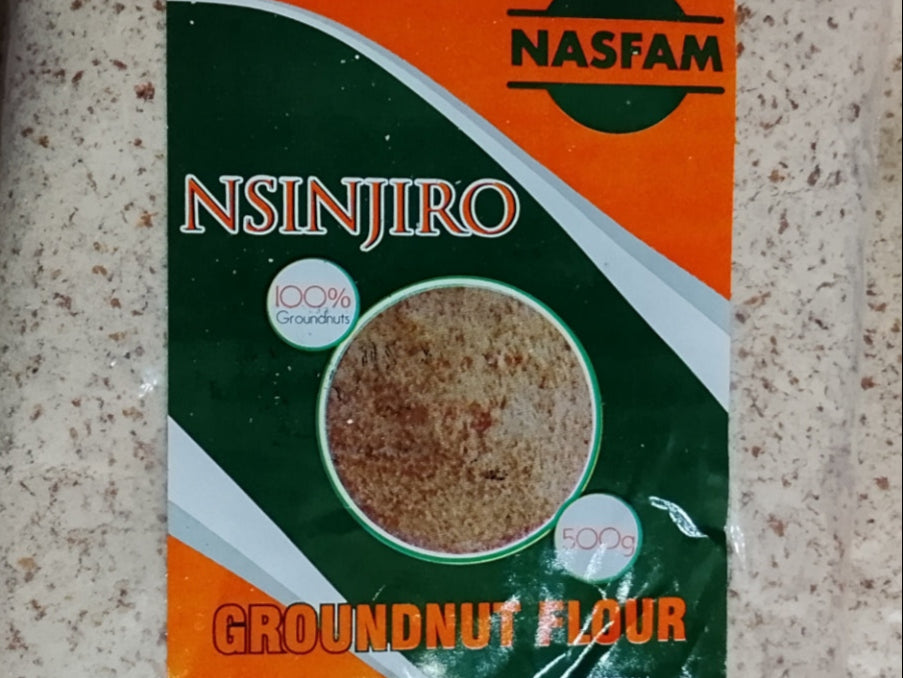 NASFAM
NSINJIRO
100%
Groundnuts
500g
GROUNDNUT FLOUR